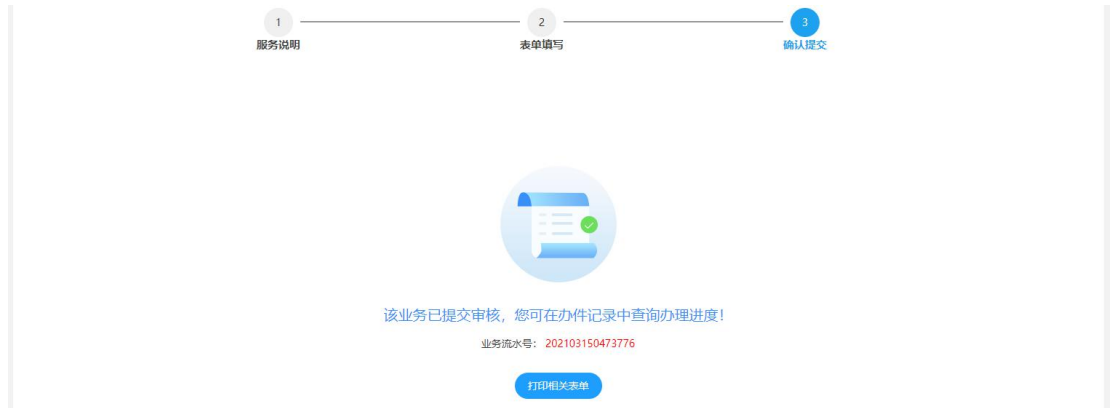 1
2
3
服务说明
表单填写
确认提交
该业务已提交审核，您可在办件记录中查询办理进度！
业务流水号： 202103150473776
打印相关表单